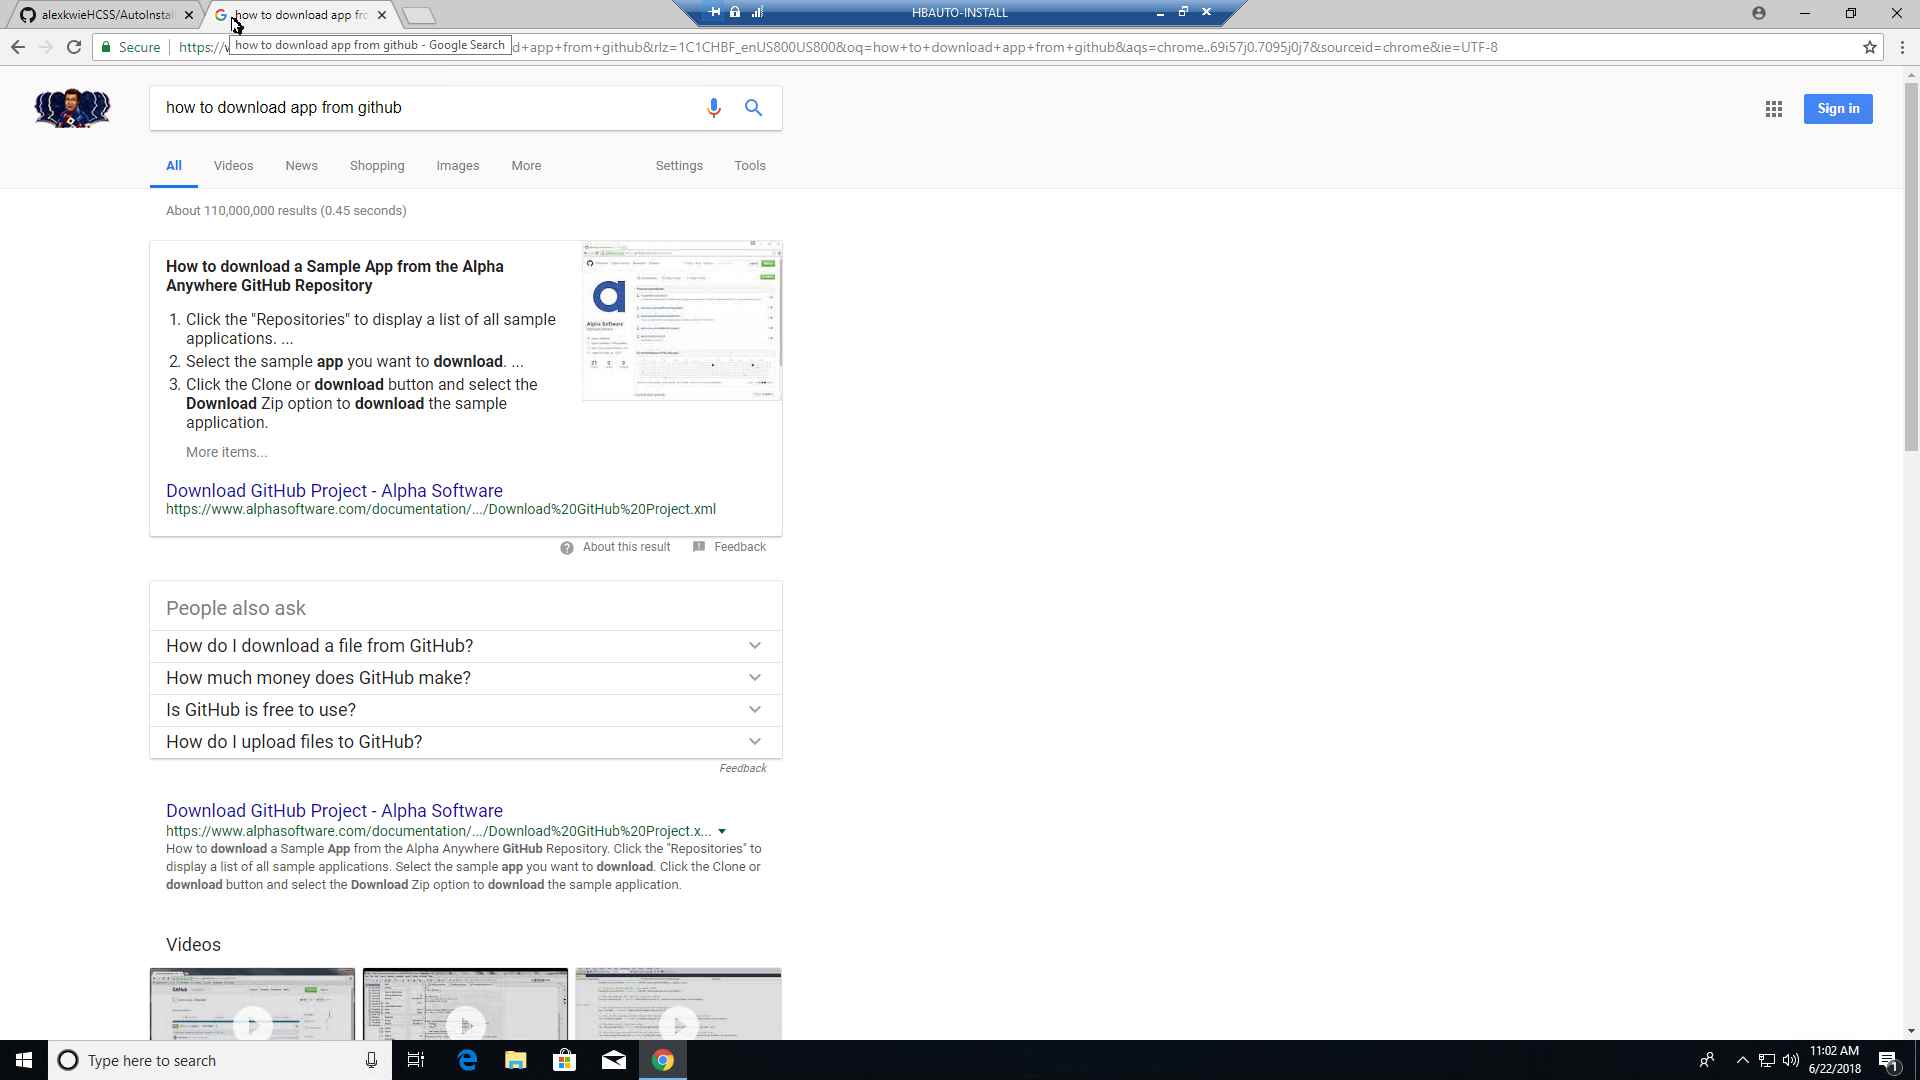 alexkwieHCSS/AutoInstal
how to download app fro
HBAUTO-INSTALL
Secure
https://w
d+app+from+github&rlz=1C1CHBF_enUS800US800&oq=how+to+download+app+from+github&aqs=chrome..69i57j0.7095j0j7&sourceid=chrome&ie=UTF-8
how to download app from github - Google Search
how to download app from github
Sign in
All
Videos
News
Shopping
Images
More
Settings
Tools
About 110,000,000 results (0.45 seconds)
How to download a Sample App from the Alpha
Anywhere GitHub Repository
1. Click the "Repositories" to display a list of all sample
applications. ...
2. Select the sample app you want to download. ...
3. Click the Clone or download button and select the
Download Zip option to download the sample
application.
More items...
Download GitHub Project - Alpha Software
https://www.alphasoftware.com/documentation/.../Download%20GitHub%20Project.xml
About this result
Feedback
People also ask
How do I download a file from GitHub?
How much money does GitHub make?
Is GitHub is free to use?
How do I upload files to GitHub?
Feedback
Download GitHub Project - Alpha Software
https://www.alphasoftware.com/documentation/.../Download%20GitHub%20Project.x...
How to download a Sample App from the Alpha Anywhere GitHub Repository. Click the "Repositories" to
display a list of all sample applications. Select the sample app you want to download. Click the Clone or
download button and select the Download Zip option to download the sample application.
Videos
Type here to search
11:02 AM
6/22/2018
1